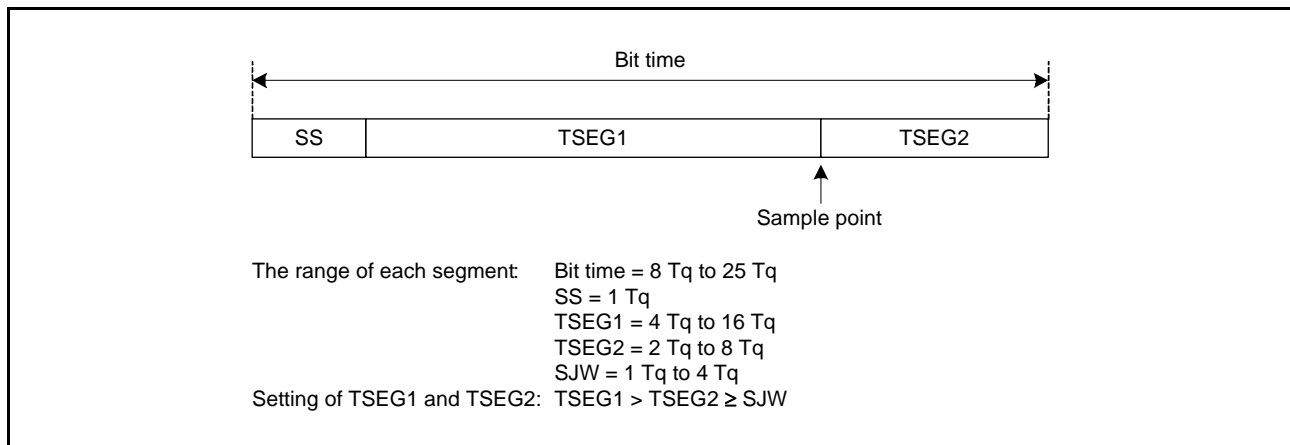 Bit time
SS TSEG1 TSEG2
Sample point
The range of each segment: Bit time = 8 Tq to 25 Tq
SS = 1 Tq
TSEG1 = 4 Tq to 16 Tq
TSEG2 = 2 Tq to 8 Tq
SJW = 1 Tq to 4 Tq
Setting of TSEG1 and TSEG2: TSEG1 > TSEG2 ≥ SJW